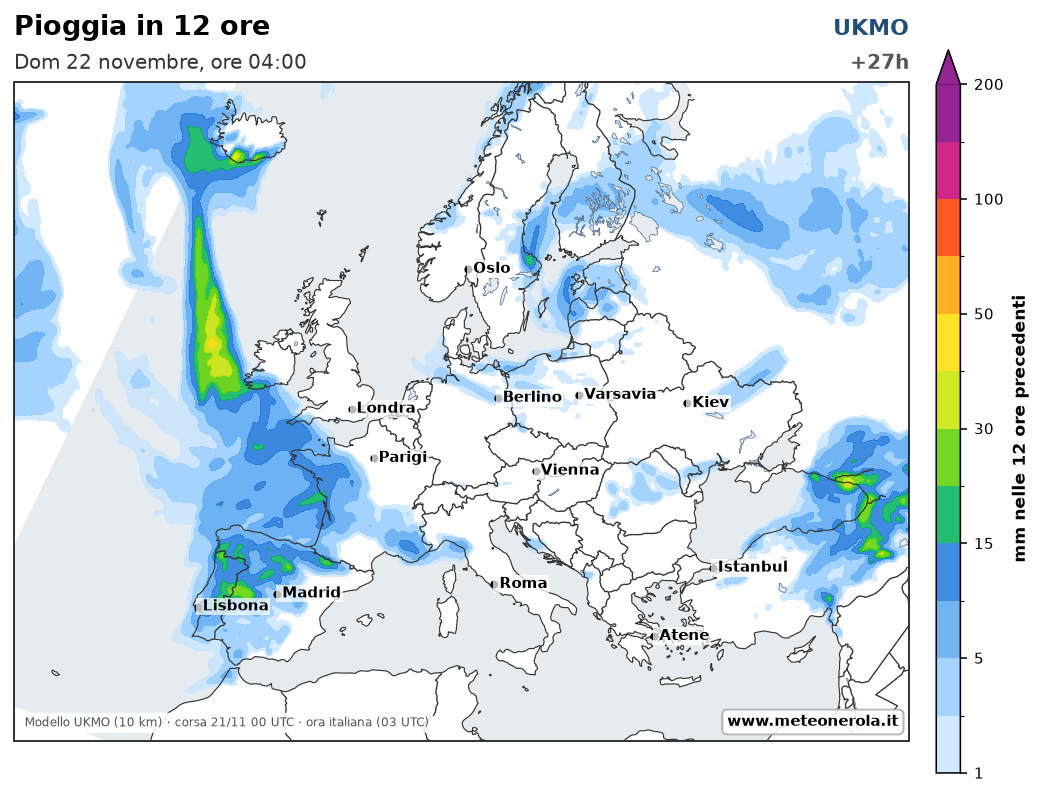 Pioggia in 12 ore
UKMO
Dom 22 novembre, ore 04:00
+27h
200
100
50
30
15
5
1
mm nelle 12 ore precedenti
Oslo
Londra
Berlino
Varsavia
Kiev
Parigi
Vienna
Madrid
Lisbona
Roma
Istanbul
Atene
Modello UKMO (10 km) · corsa 21/11 00 UTC · ora italiana (03 UTC)
www.meteonerola.it